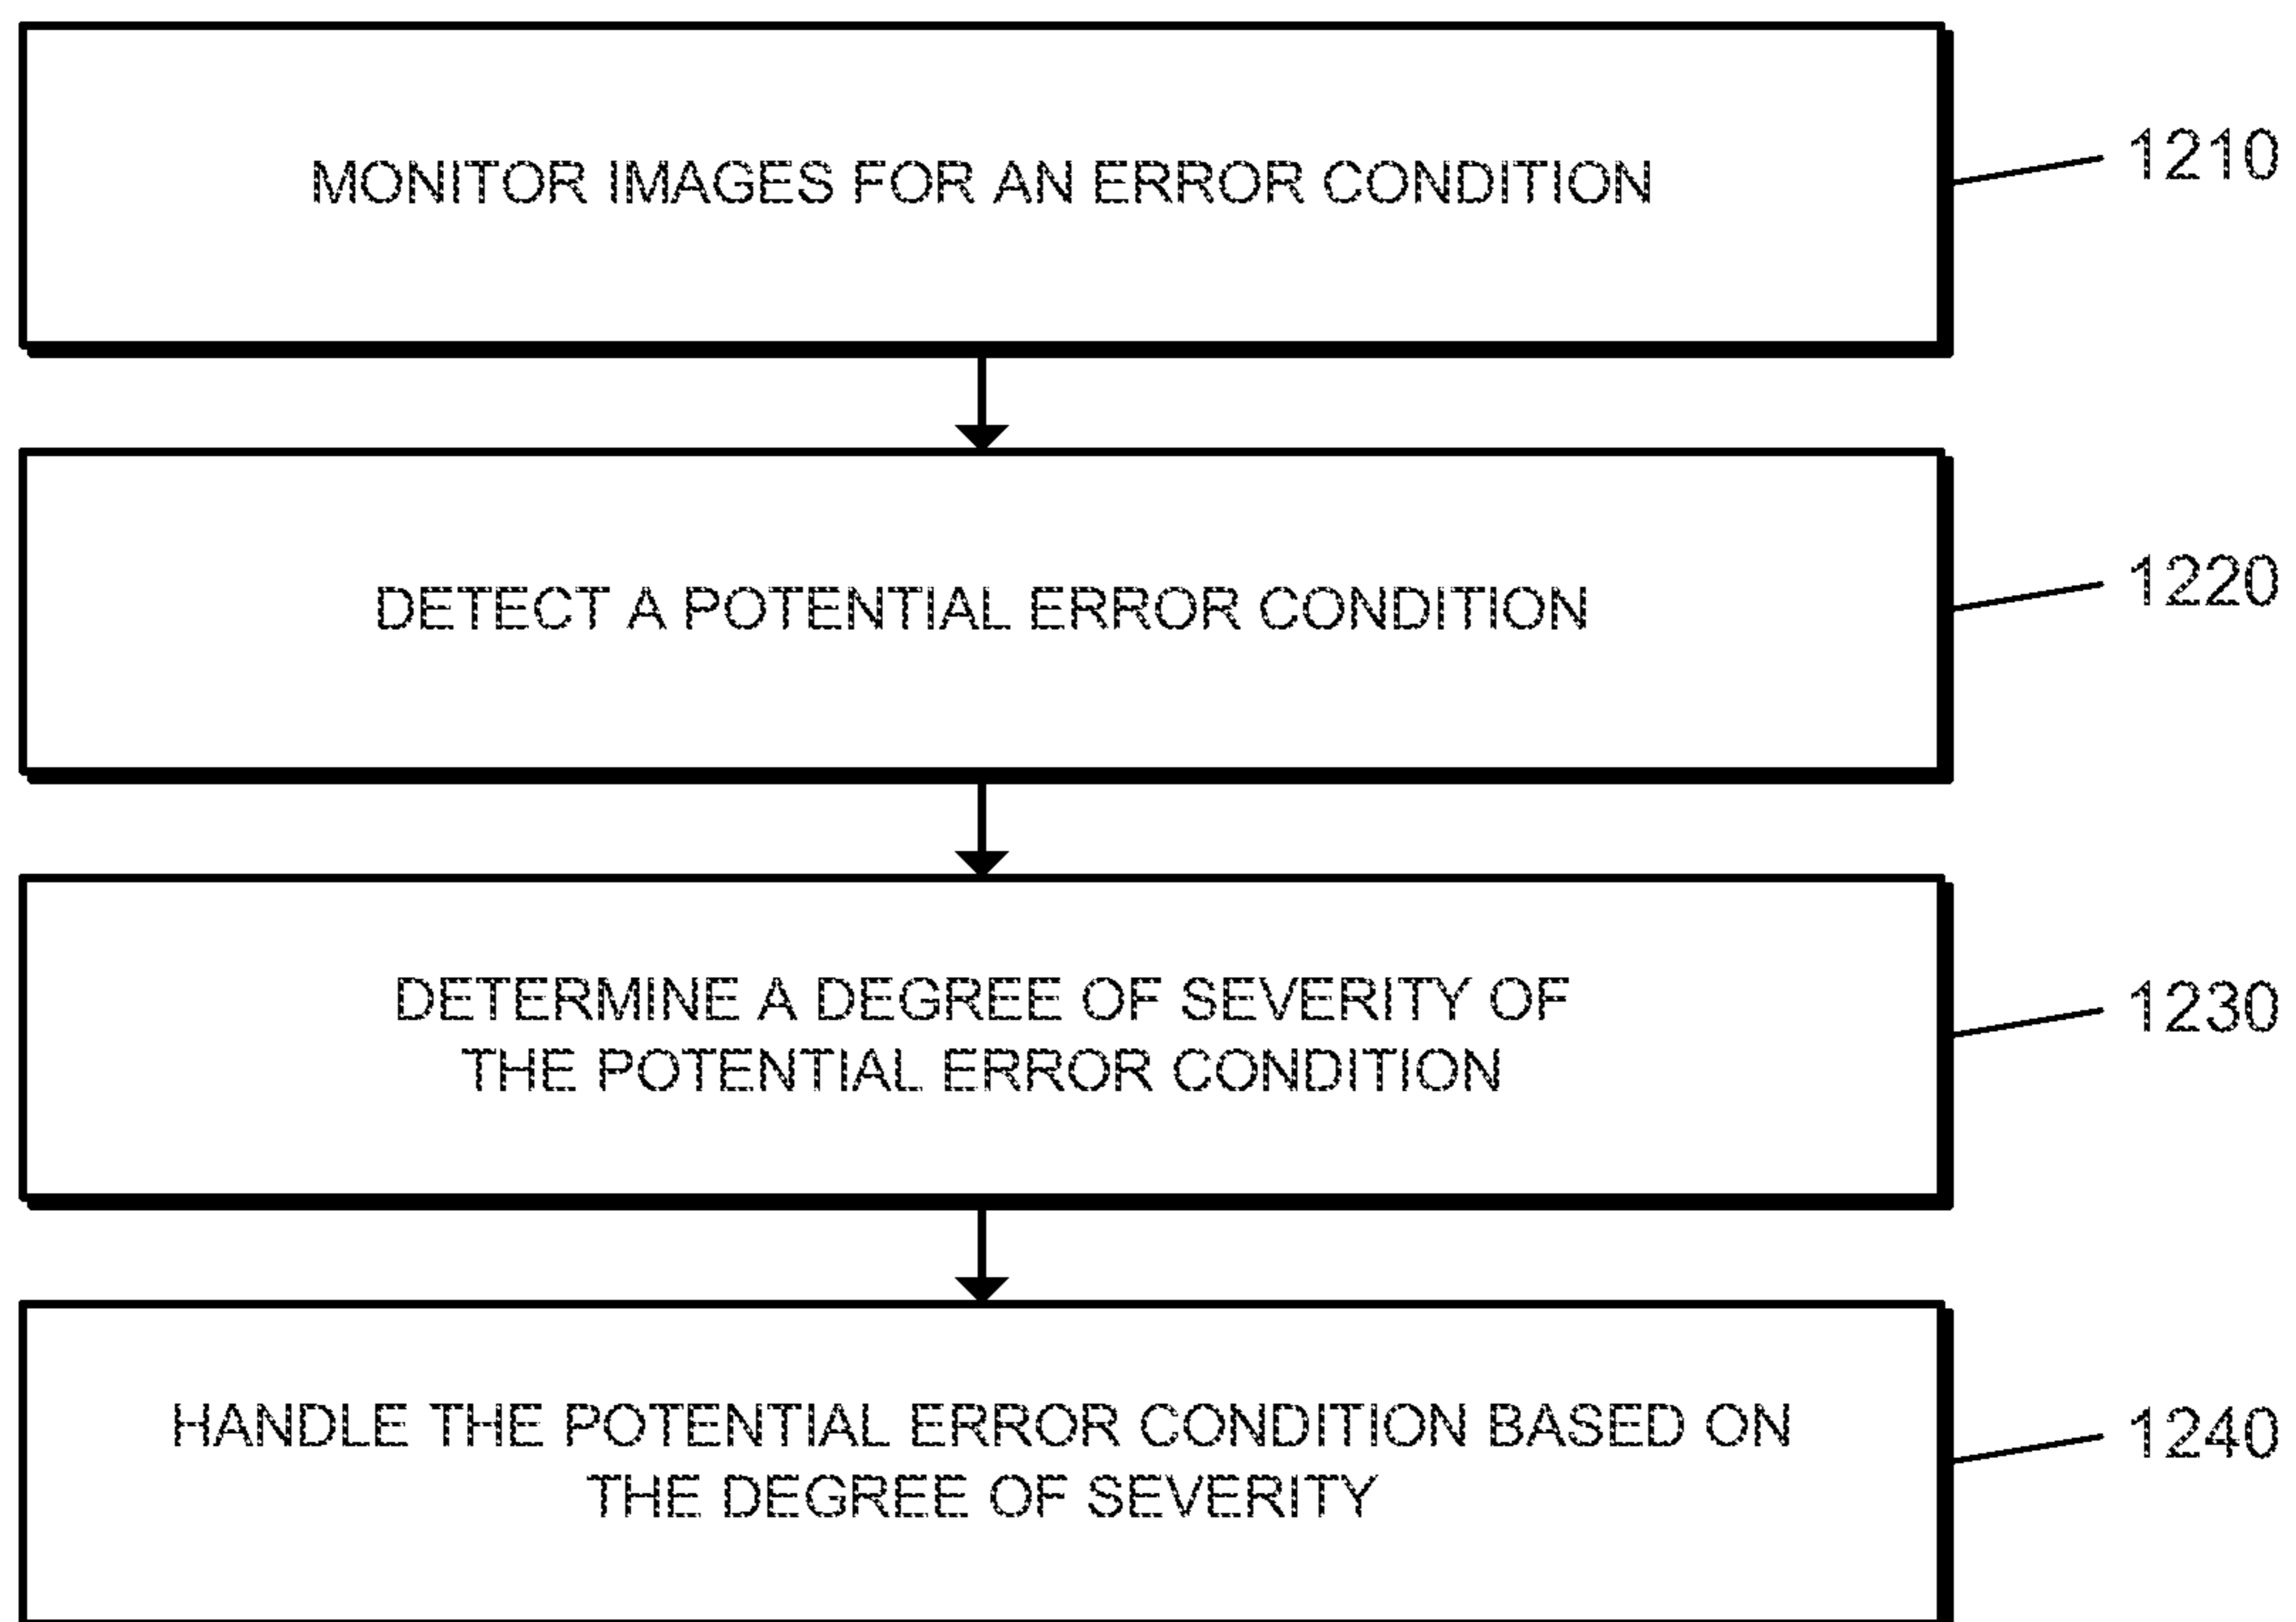 MONITOR IMAGES FOR AN ERROR CONDITION
1210
DETECT A POTENTIAL ERROR CONDITION
1220
DETERMINE A DEGREE OF SEVERITY OF
THE POTENTIAL ERROR CONDITION
1230
HANDLE THE POTENTIAL ERROR CONDITION BASED ON
THE DEGREE OF SEVERITY
1240